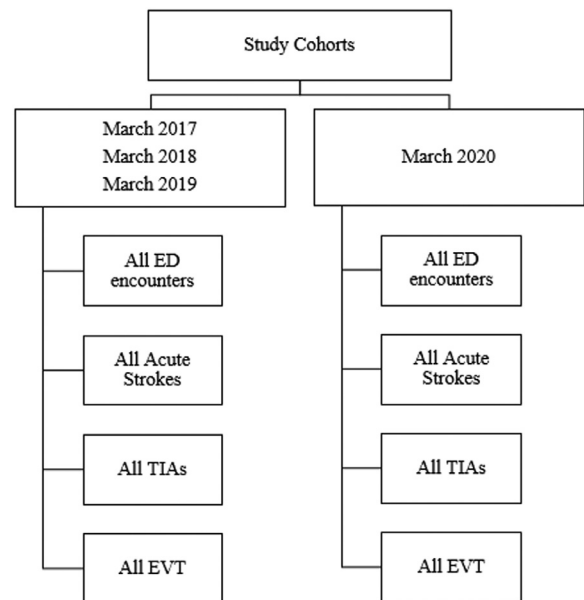 Study Cohorts
March 2017
March 2018
March 2019
March 2020
All ED
encounters
All Acute
Strokes
All TIAs
All EVT
All ED
encounters
All Acute
Strokes
All TIAs
All EVT